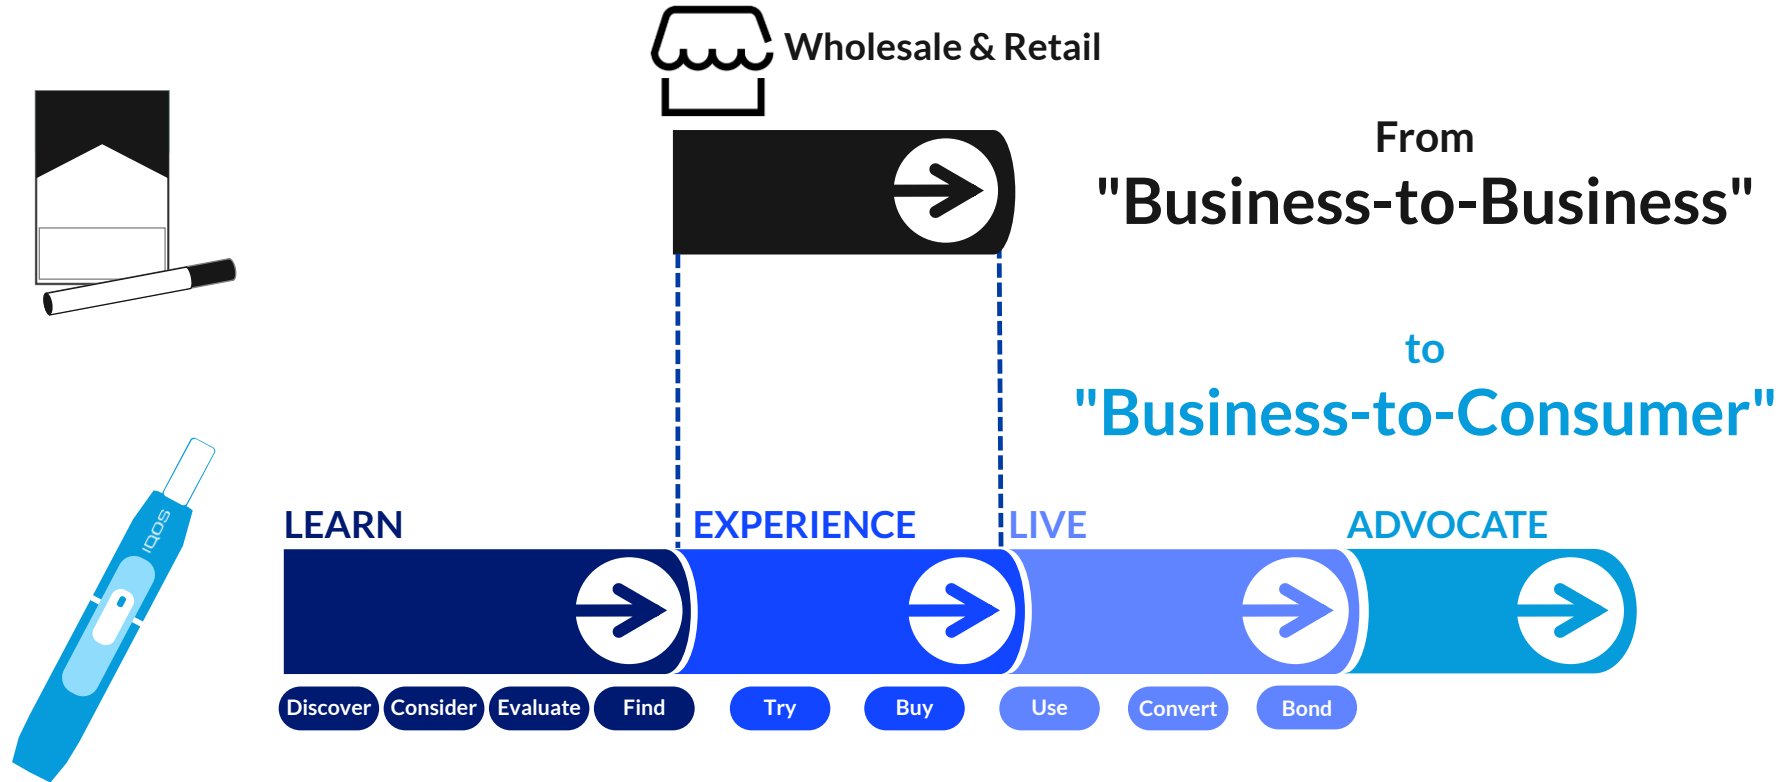 Wholesale & Retail
From
"Business-to-Business"
to
"Business-to-Consumer"
IQOS
LEARN
EXPERIENCE
LIVE
ADVOCATE
Discover
Consider
Evaluate
Find
Try
Buy
Use
Convert
Bond